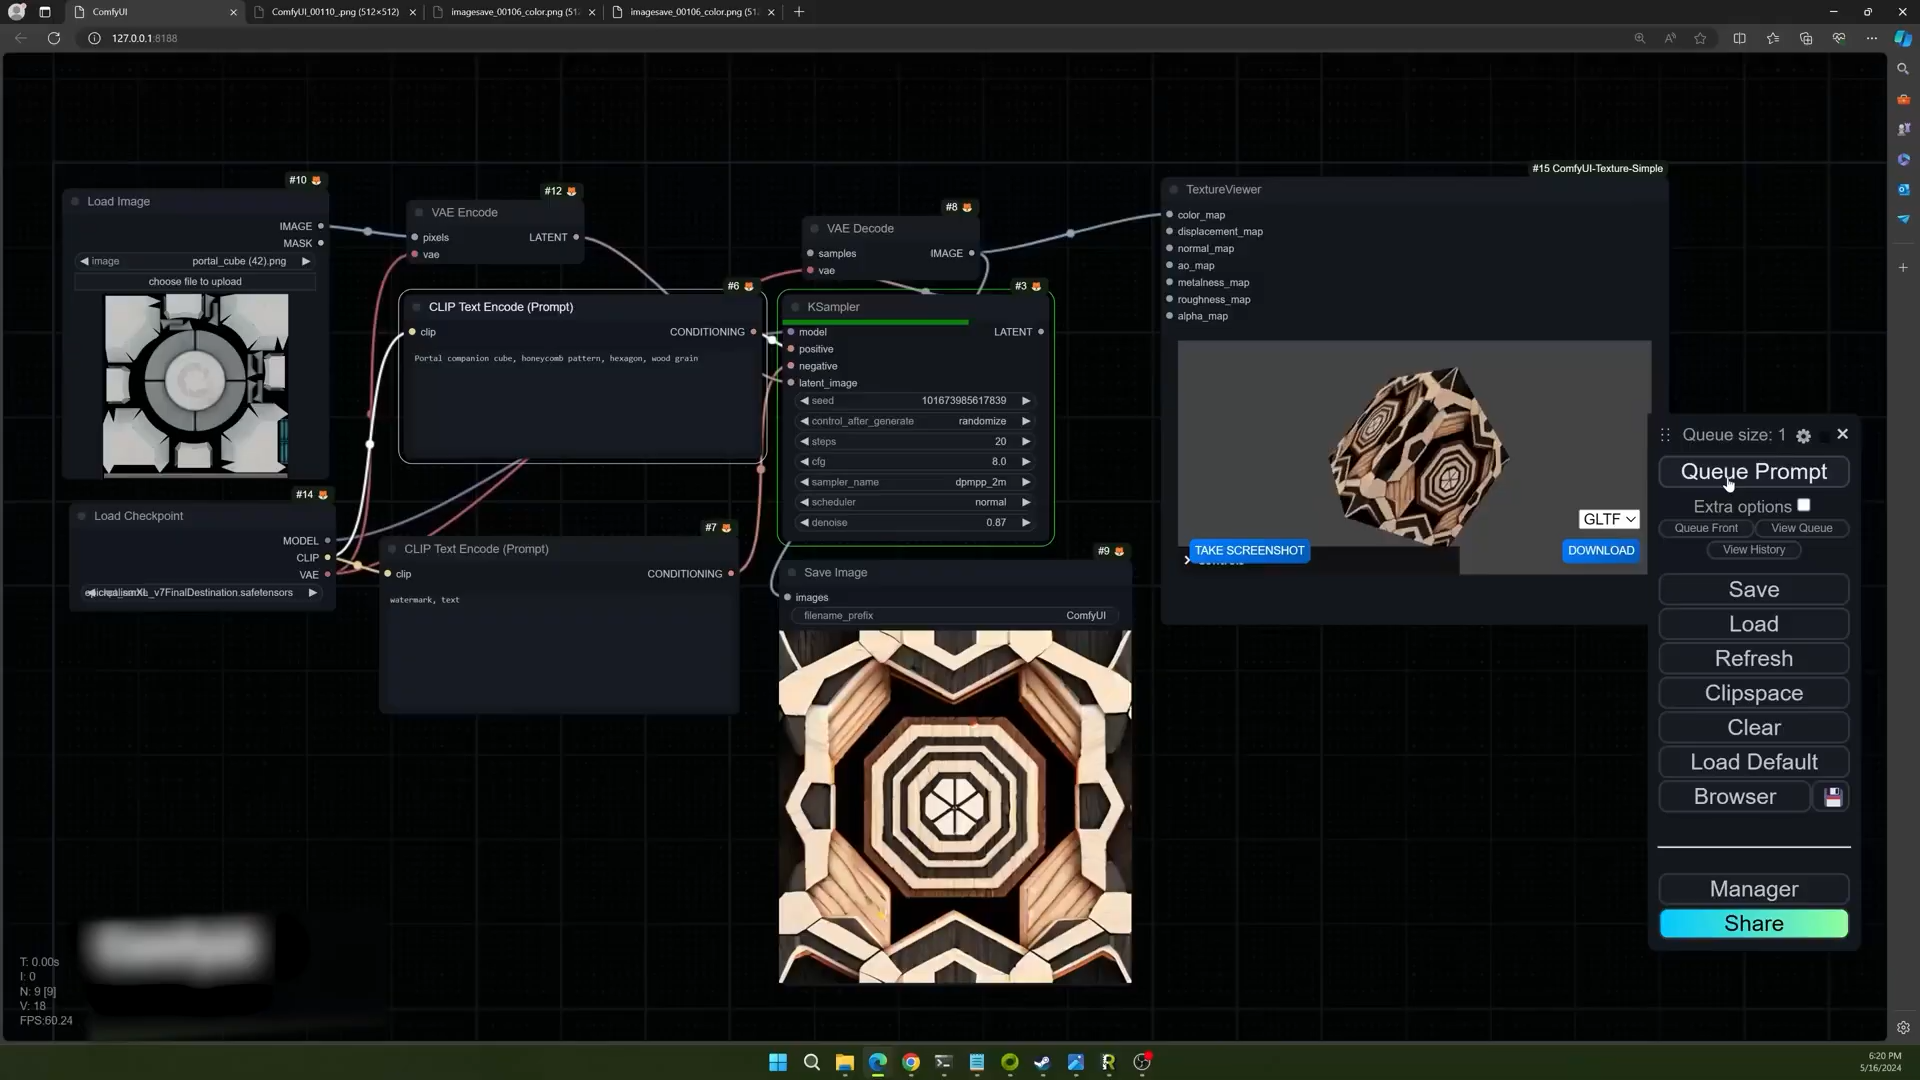 ComfyUI
ComfyUI_00110_.png (512×512)
imagesave_00106_color.png (512
imagesave_00106_color.png (512
127.0.0.1:8188
#10
Load Image
IMAGE
MASK
image portal_cube (42).png
choose file to upload
#14
Load Checkpoint
MODEL
CLIP
VAE
_v7FinalDestination.safetensors
#12
VAE Encode
pixels LATENT
vae
#6
CLIP Text Encode (Prompt)
clip CONDITIONING
Portal companion cube, honeycomb pattern, hexagon, wood grain
#7
CLIP Text Encode (Prompt)
clip CONDITIONING
watermark, text
#8
VAE Decode
samples IMAGE
vae
#3
KSampler
model LATENT
positive
negative
latent_image
seed 101673985617839
control_after_generate randomize
steps 20
cfg 8.0
sampler_name dpmpp_2m
scheduler normal
denoise 0.87
#9
Save Image
images
filename_prefix ComfyUI
#15 ComfyUI-Texture-Simple
TextureViewer
color_map
displacement_map
normal_map
ao_map
metalness_map
roughness_map
alpha_map
GLTF
TAKE SCREENSHOT
DOWNLOAD
Queue size: 1
Queue Prompt
Extra options
Queue Front View Queue
View History
Save
Load
Refresh
Clipspace
Clear
Load Default
Browser
Manager
Share
T: 0.00s
I: 0
N: 9 [9]
V: 18
FPS:60.24
6:20 PM
5/16/2024